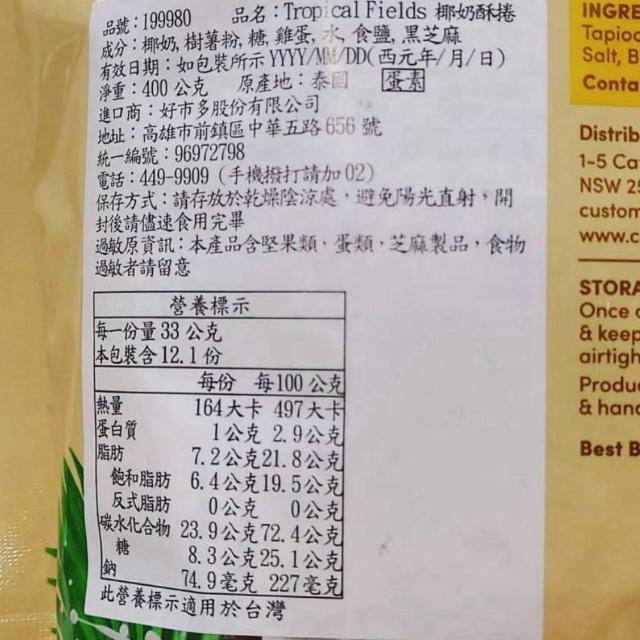 品號：199980 品名：Tropical Fields 椰奶酥捲
成分：椰奶, 樹薯粉, 糖, 雞蛋, 水, 食鹽, 黑芝麻
有效日期：如包裝所示 YYYY/MM/DD(西元年/月/日)
淨重：400 公克 原產地：泰國 蛋素
進口商：好市多股份有限公司
地址：高雄市前鎮區中華五路 656 號
統一編號：96972798
電話：449-9909 (手機撥打請加 02)
保存方式：請存放於乾燥陰涼處，避免陽光直射，開
封後請儘速食用完畢
過敏原資訊：本產品含堅果類，蛋類，芝麻製品，食物
過敏者請留意
營養標示
每一份量 33 公克
本包裝含 12.1 份
每份 每 100 公克
熱量 164 大卡 497 大卡
蛋白質 1 公克 2.9 公克
脂肪 7.2 公克 21.8 公克
飽和脂肪 6.4 公克 19.5 公克
反式脂肪 0 公克 0 公克
碳水化合物 23.9 公克 72.4 公克
糖 8.3 公克 25.1 公克
鈉 74.9 毫克 227 毫克
此營養標示適用於台灣
INGRE
Tapioc
Salt, B
Conta
Distrib
1-5 Ca
NSW 2
custom
www.c
STORA
Once o
& keep
airtigh
Produ
& hand
Best B